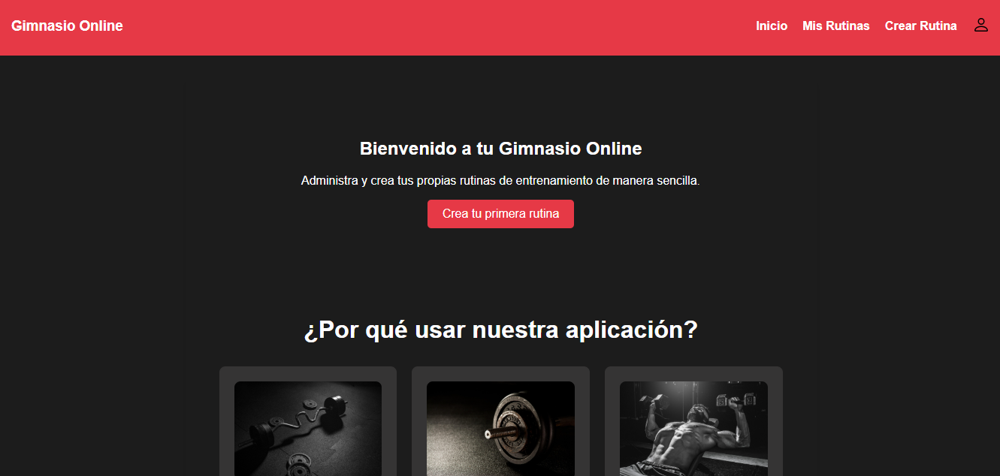 Gimnasio Online
Inicio Mis Rutinas Crear Rutina
Bienvenido a tu Gimnasio Online
Administra y crea tus propias rutinas de entrenamiento de manera sencilla.
Crea tu primera rutina
¿Por qué usar nuestra aplicación?